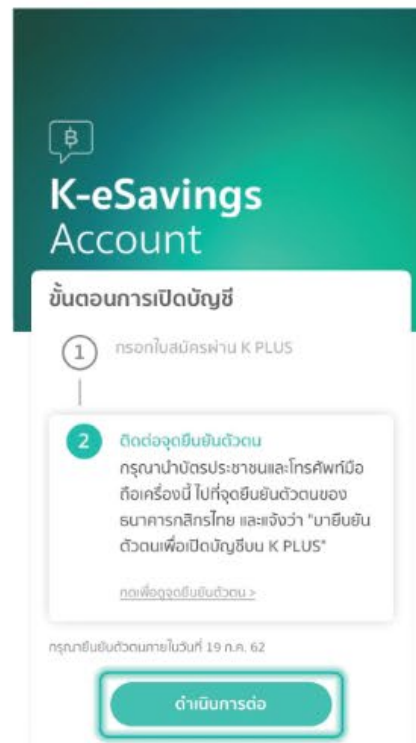 ฿
K-eSavings
Account
ขั้นตอนการเปิดบัญชี
1 กรอกใบสมัครผ่าน K PLUS
2 ติดต่อจุดยืนยันตัวตน
กรุณานำบัตรประชาชนและโทรศัพท์มือ
ถือเครื่องนี้ ไปที่จุดยืนยันตัวตนของ
ธนาคารกสิกรไทย และแจ้งว่า "มายืนยัน
ตัวตนเพื่อเปิดบัญชีบน K PLUS"
กดเพื่อดูจุดยืนยันตัวตน >
กรุณายืนยันตัวตนภายในวันที่ 19 ก.ค. 62
ดำเนินการต่อ